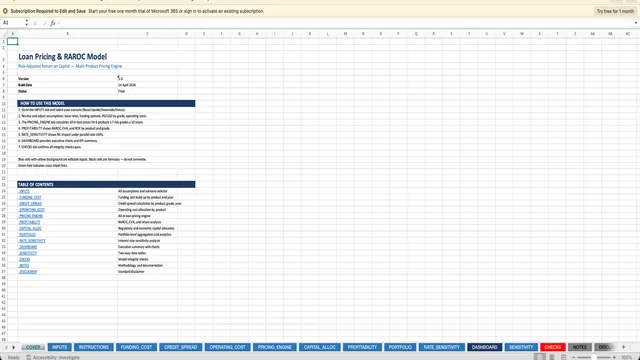 Subscription Required to Edit and Save Start your free one month trial of Microsoft 365 or sign in to activate an existing subscription. Try free for 1 month
A1 fx
A B C D E F G H I J K L M N O P Q R S T U V W X Y Z AA AB AC AD AE AF AG AH
Loan Pricing & RAROC Model
Risk-Adjusted Return on Capital — Multi-Product Pricing Engine
Version
Build Date 14 April 2026
Status Final
HOW TO USE THIS MODEL
1. Go to the INPUTS tab and select your scenario
2. Review and adjust assumptions: base rates, funding spreads, PD/LGD by grade, operating costs.
3. The PRICING_ENGINE tab calculates all-in loan prices for 6 products x 7 risk grades x 10 years.
4. PROFITABILITY shows RAROC, EVA, and ROE by product and grade.
5. RATE_SENSITIVITY shows NII impact under parallel rate shifts.
6. DASHBOARD provides executive charts and KPI summary.
7. CHECKS tab confirms all integrity checks pass.
Blue cells with yellow background are editable inputs. Black cells are formulas — do not overwrite.
Green font indicates cross-sheet links.
TABLE OF CONTENTS
INPUTS All assumptions and scenario selector
FUNDING_COST Funding cost build-up by product and year
CREDIT_SPREAD Credit spread calculation by product, grade, year
OPERATING_COST Operating cost allocation by product
PRICING_ENGINE All-in loan pricing engine
PROFITABILITY RAROC, EVA, and return analysis
CAPITAL_ALLOC Regulatory and economic capital allocation
PORTFOLIO Portfolio-level aggregation and analytics
RATE_SENSITIVITY Interest rate sensitivity analysis
DASHBOARD Executive summary with charts
SENSITIVITY Two-way data tables
CHECKS Model integrity checks
NOTES Methodology and documentation
DISCLAIMER Standard disclaimer
COVER INPUTS INSTRUCTIONS FUNDING_COST CREDIT_SPREAD OPERATING_COST PRICING_ENGINE CAPITAL_ALLOC PROFITABILITY PORTFOLIO RATE_SENSITIVITY DASHBOARD SENSITIVITY CHECKS NOTES DISCL
Ready Accessibility: Investigate 100%